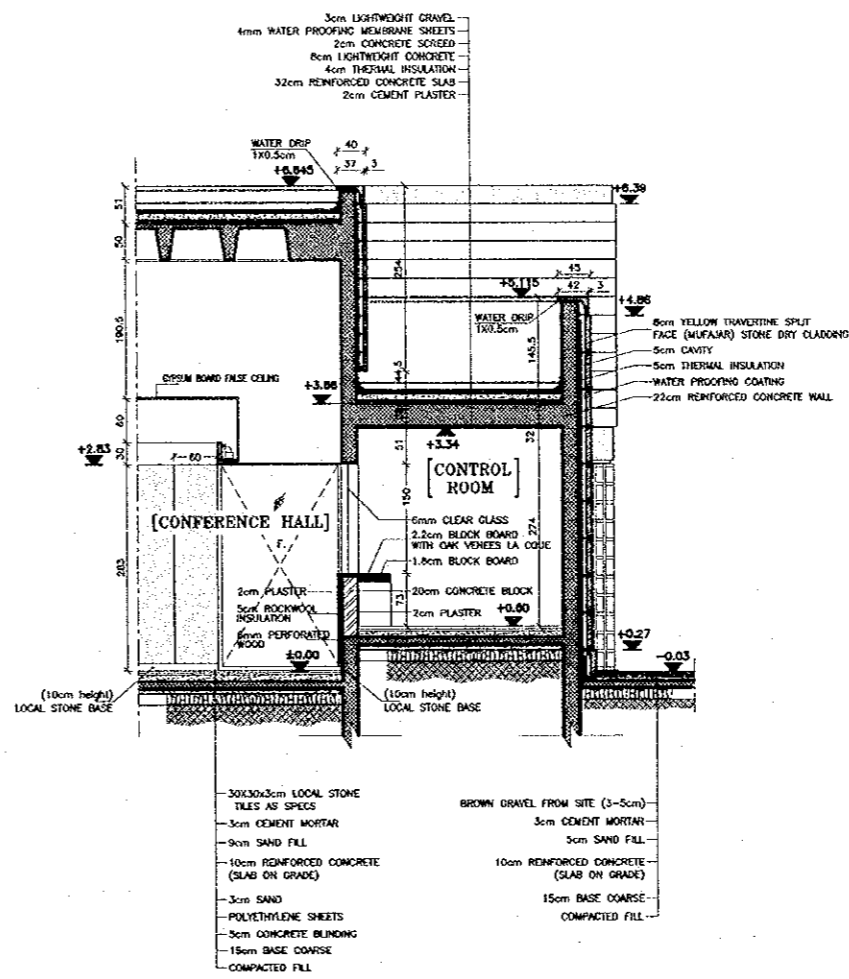 3cm LIGHTWEIGHT GRAVEL
4mm WATER PROOFING MEMBRANE SHEETS
2cm CONCRETE SCREED
8cm LIGHTWEIGHT CONCRETE
4cm THERMAL INSULATION
32cm REINFORCED CONCRETE SLAB
2cm CEMENT PLASTER
40
WATER DRIP
1X0.5cm
37
3
+6.645
+6.39
51
50
254
45
42
3
+5.115
+4.86
WATER DRIP
1X0.5cm
6cm YELLOW TRAVERTINE SPLIT
FACE (MUFAJAR) STONE DRY CLADDING
5cm CAVITY
5cm THERMAL INSULATION
WATER PROOFING COATING
22cm REINFORCED CONCRETE WALL
190.5
145.5
44.5
GYPSUM BOARD FALSE CEILING
+3.66
60
+3.34
51
32
+2.83
30
60
[CONTROL
ROOM]
150
[CONFERENCE HALL]
F.
6mm CLEAR GLASS
2.2cm BLOCK BOARD
WITH OAK VENEES LA COUE
1.8cm BLOCK BOARD
274
283
2cm PLASTER
20cm CONCRETE BLOCK
5cm ROCKWOOL
INSULATION
73
2cm PLASTER
+0.60
6mm PERFORATED
WOOD
+0.27
±0.00
-0.03
(10cm height)
LOCAL STONE BASE
(10cm height)
LOCAL STONE BASE
30X30x3cm LOCAL STONE
TILES AS SPECS
3cm CEMENT MORTAR
9cm SAND FILL
10cm REINFORCED CONCRETE
(SLAB ON GRADE)
3cm SAND
POLYETHYLENE SHEETS
5cm CONCRETE BLINDING
15cm BASE COARSE
COMPACTED FILL
BROWN GRAVEL FROM SITE (3-5cm)
3cm CEMENT MORTAR
5cm SAND FILL
10cm REINFORCED CONCRETE
(SLAB ON GRADE)
15cm BASE COARSE
COMPACTED FILL